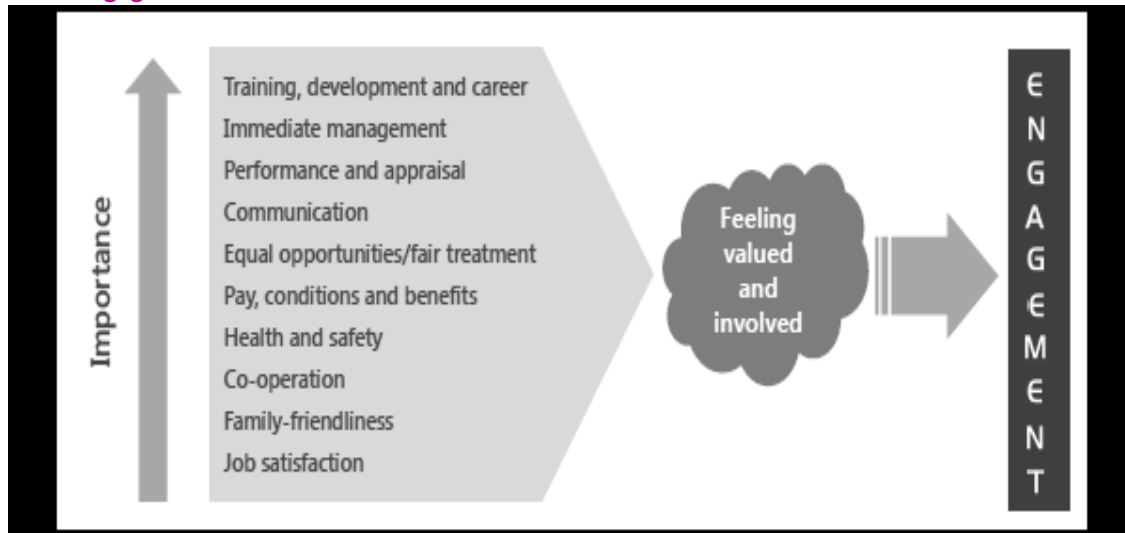 Importance
Training, development and career
Immediate management
Performance and appraisal
Communication
Equal opportunities/fair treatment
Pay, conditions and benefits
Health and safety
Co-operation
Family-friendliness
Job satisfaction
Feeling
valued
and
involved
ENGAGEMENT